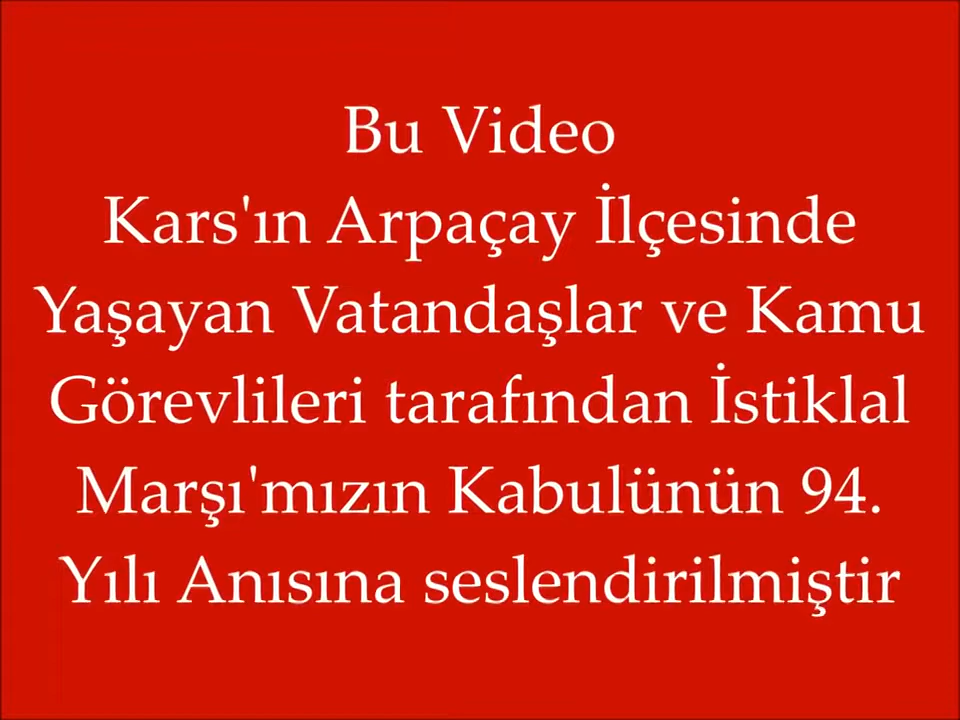 Bu Video
Kars'ın Arpaçay İlçesinde
Yaşayan Vatandaşlar ve Kamu
Görevlileri tarafından İstiklal
Marşı'mızın Kabulünün 94.
Yılı Anısına seslendirilmiştir